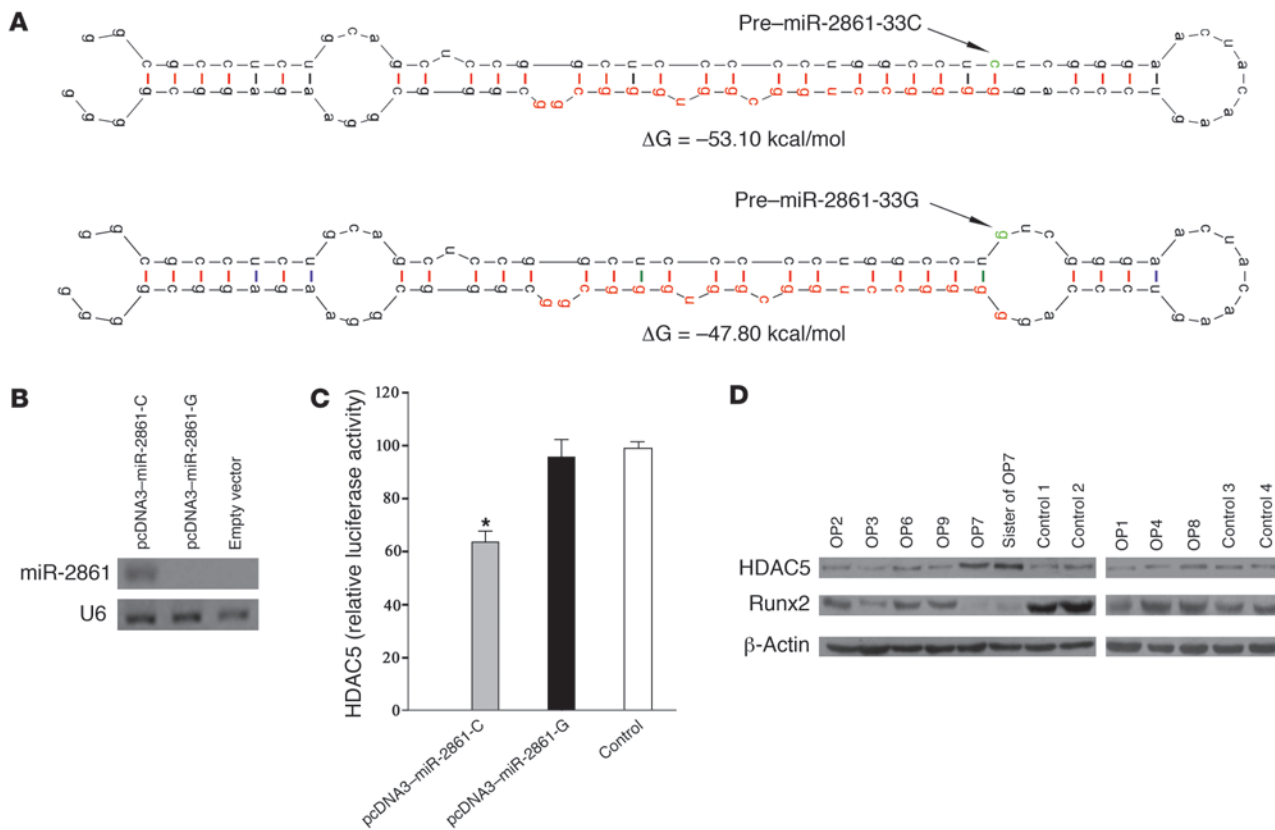 A
Pre–miR-2861-33C
ΔG = –53.10 kcal/mol
Pre–miR-2861-33G
ΔG = –47.80 kcal/mol
B
pcDNA3–miR-2861-C
pcDNA3–miR-2861-G
Empty vector
miR-2861
U6
C
HDAC5 (relative luciferase activity)
120
100
80
60
40
20
0
*
pcDNA3–miR-2861-C
pcDNA3–miR-2861-G
Control
D
OP2
OP3
OP6
OP9
OP7
Sister of OP7
Control 1
Control 2
OP1
OP4
OP8
Control 3
Control 4
HDAC5
Runx2
β-Actin